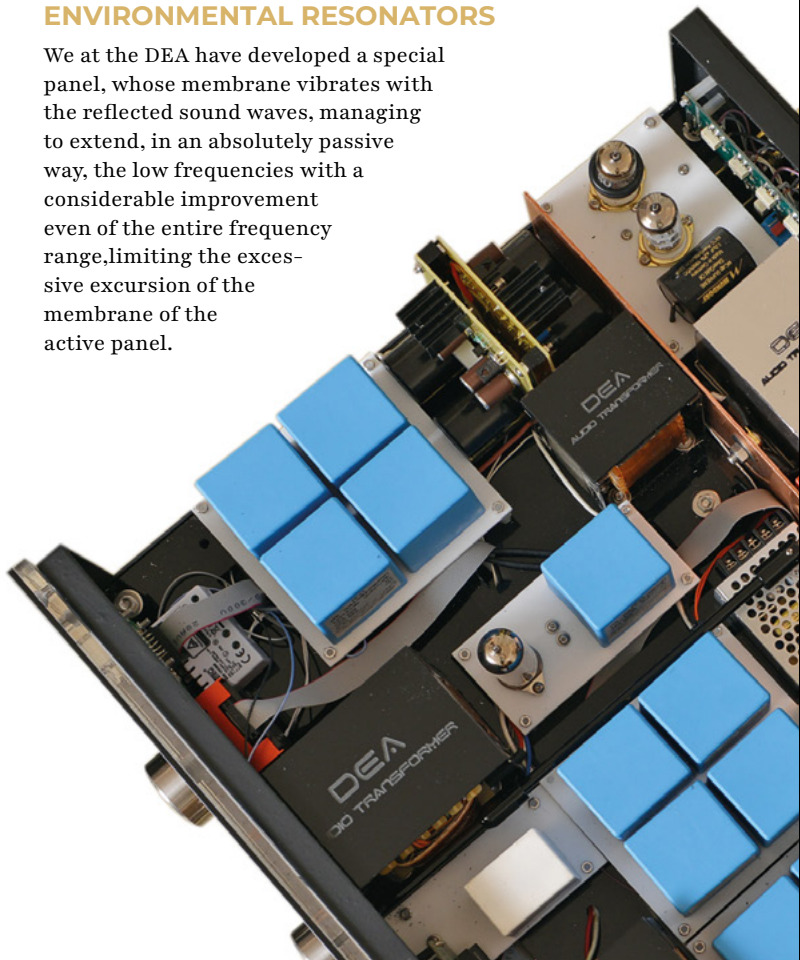 ENVIRONMENTAL RESONATORS
We at the DEA have developed a special
panel, whose membrane vibrates with
the reflected sound waves, managing
to extend, in an absolutely passive
way, the low frequencies with a
considerable improvement
even of the entire frequency
range,limiting the exces-
sive excursion of the
membrane of the
active panel.
DEA
AUDIO TRANSFORMER
DEA
DIO TRANSFORMER